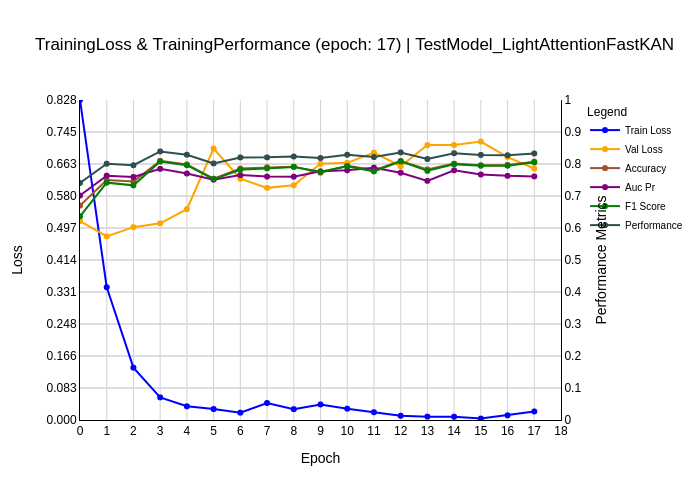 TrainingLoss & TrainingPerformance (epoch: 17) | TestModel_LightAttentionFastKAN
Legend
Train Loss
Val Loss
Accuracy
Auc Pr
F1 Score
Performance
Loss
0.828
0.745
0.663
0.580
0.497
0.414
0.331
0.248
0.166
0.083
0.000
1
0.9
0.8
0.7
0.6
0.5
0.4
0.3
0.2
0.1
0
Performance Metrics
0 1 2 3 4 5 6 7 8 9 10 11 12 13 14 15 16 17 18
Epoch